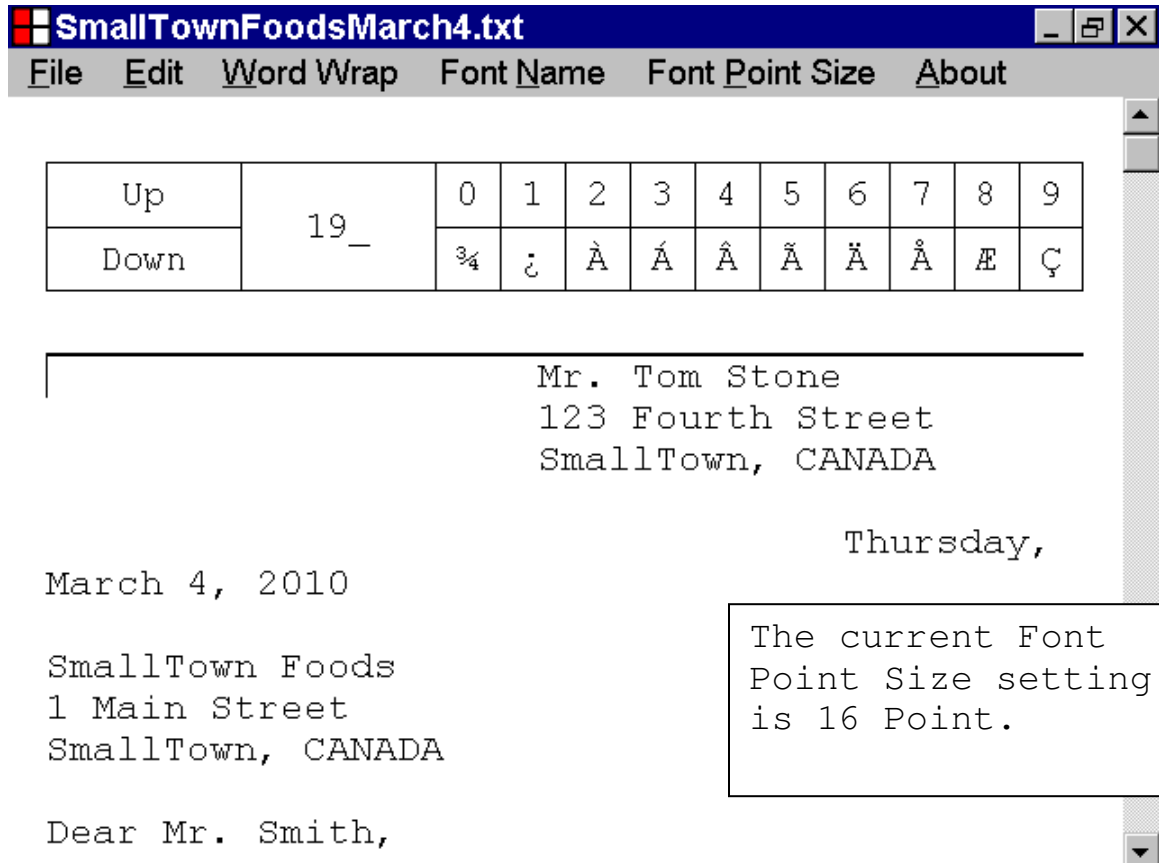 SmallTownFoodsMarch4.txt
File Edit Word Wrap Font Name Font Point Size About
Up 19_ 0 1 2 3 4 5 6 7 8 9
Down ¾ ¿ À Á Â Ã Ä Å Æ Ç
Mr. Tom Stone
123 Fourth Street
SmallTown, CANADA
Thursday,
March 4, 2010
SmallTown Foods
1 Main Street
SmallTown, CANADA
Dear Mr. Smith,
The current Font
Point Size setting
is 16 Point.